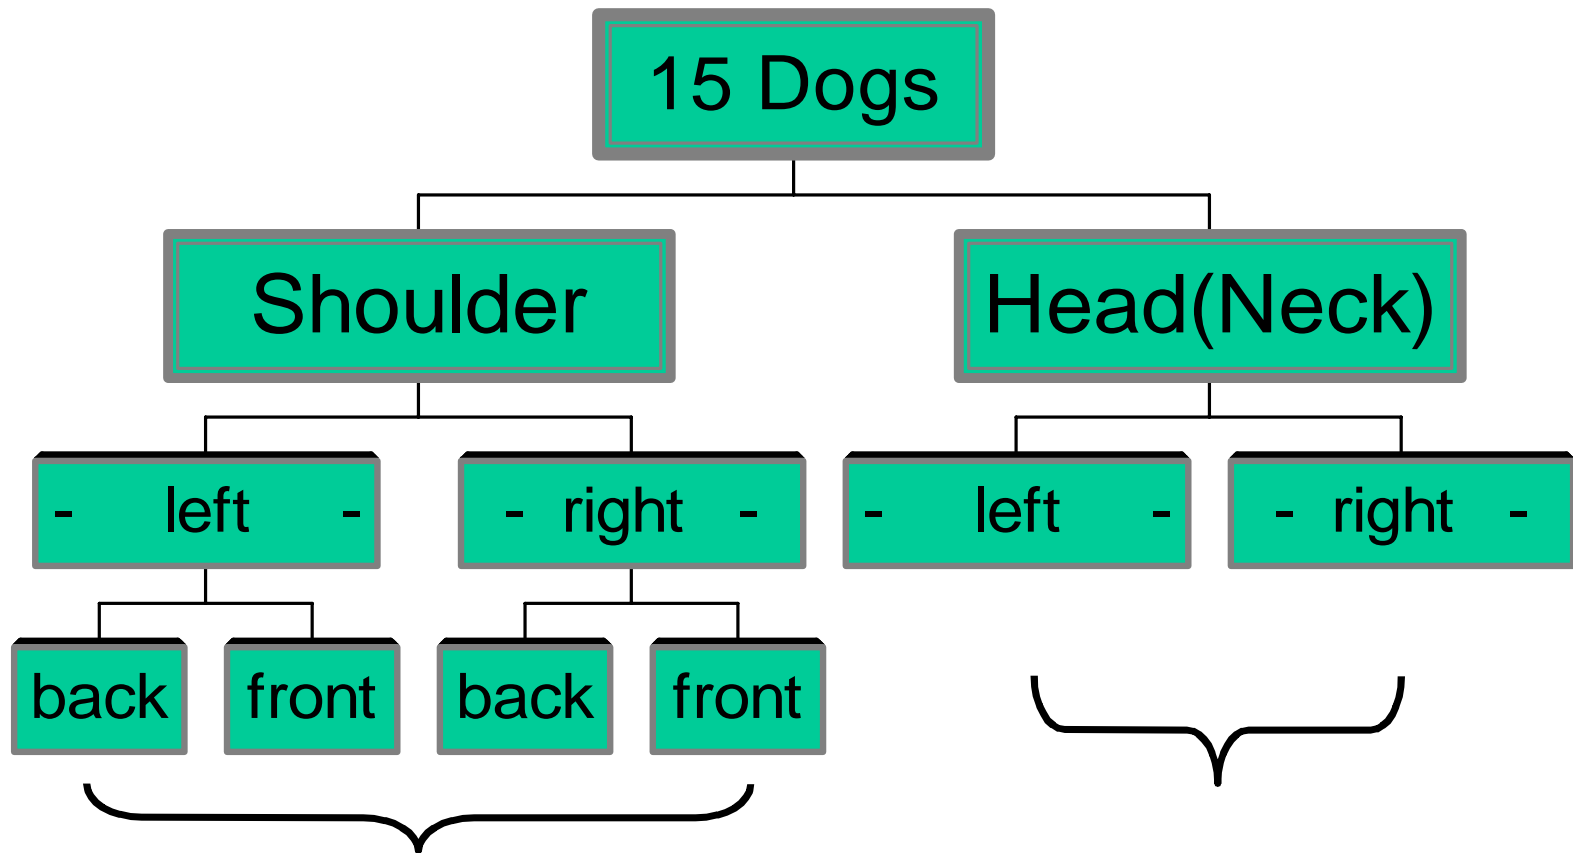 15 Dogs
Shoulder
Head(Neck)
- left -
- right -
- left -
- right -
back
front
back
front